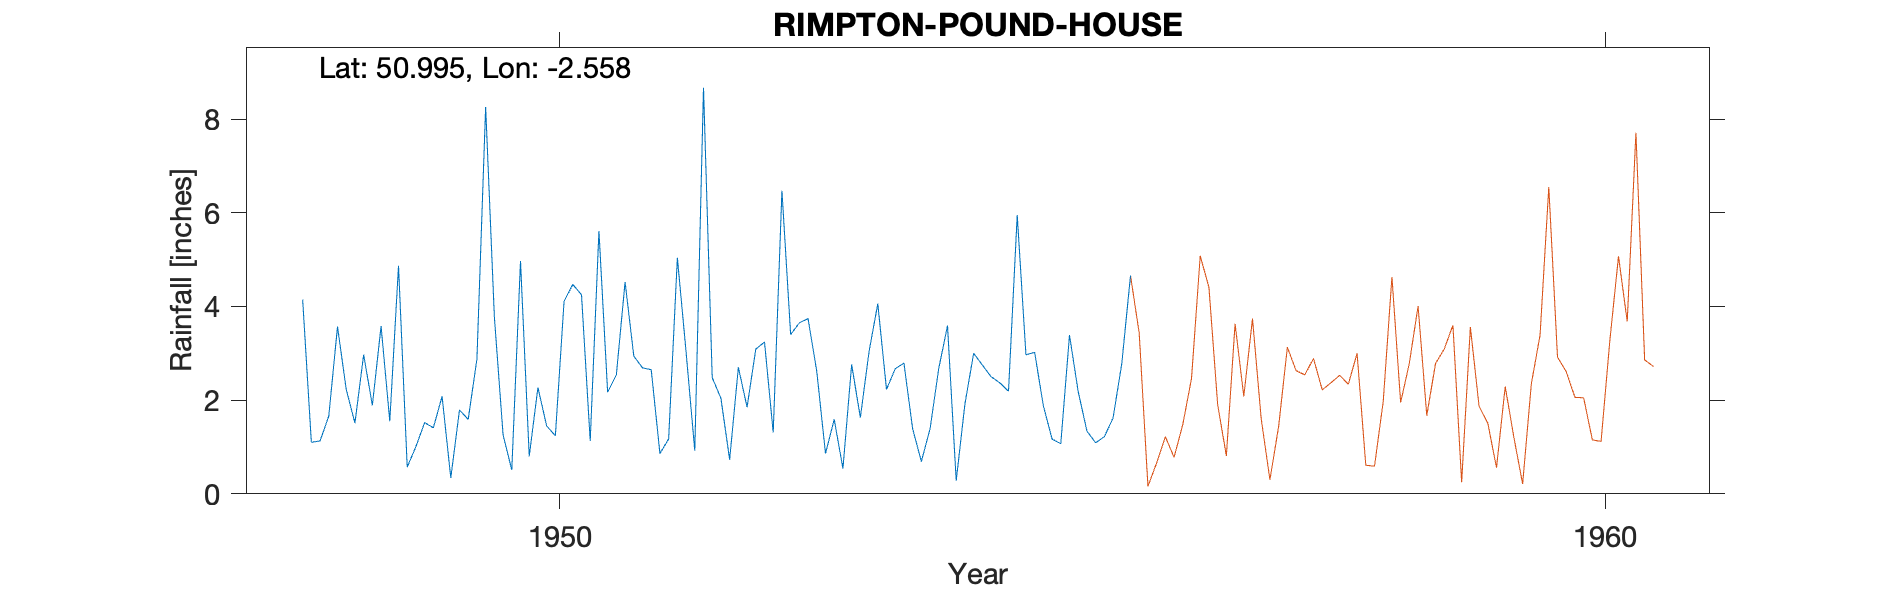 RIMPTON-POUND-HOUSE
Lat: 50.995, Lon: -2.558
8
6
4
2
0
Rainfall [inches]
1950
1960
Year